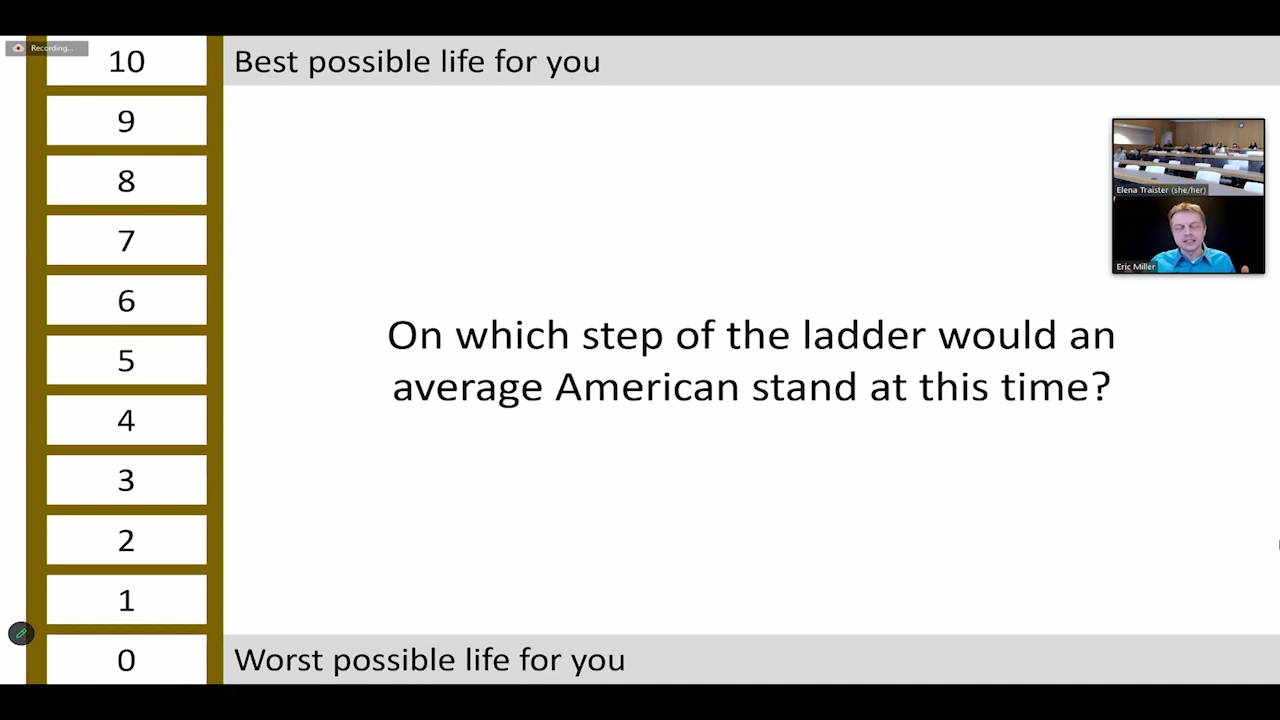 Recording...
10 Best possible life for you
9
8
7
6
5
4
3
2
1
0 Worst possible life for you
On which step of the ladder would an
average American stand at this time?
Elena Traister (she/her)
Eric Miller